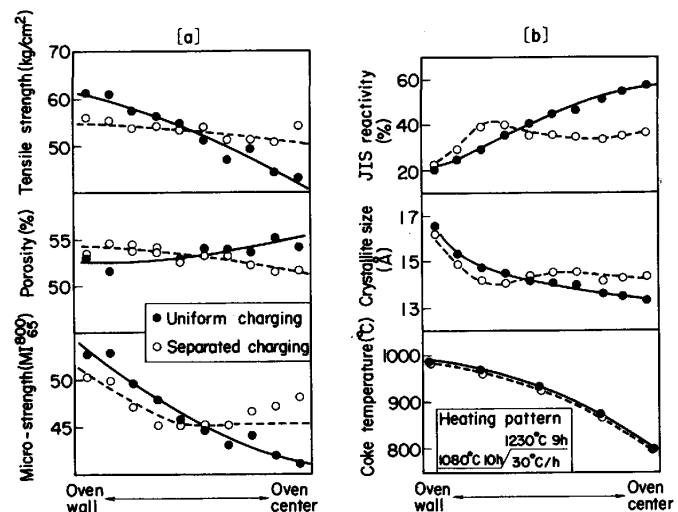 [a]
Tensile strength (kg/cm²)
70
60
50
Porosity (%)
55
50
● Uniform charging
○ Separated charging
Micro-strength (MI⁸⁰⁰₆₅)
50
45
Oven wall
Oven center
[b]
JIS reactivity (%)
60
40
20
Crystallite size (Å)
17
15
13
Coke temperature (°C)
1000
900
800
Heating pattern
1230°C 9h
1080°C 10h
30°C/h
Oven wall
Oven center